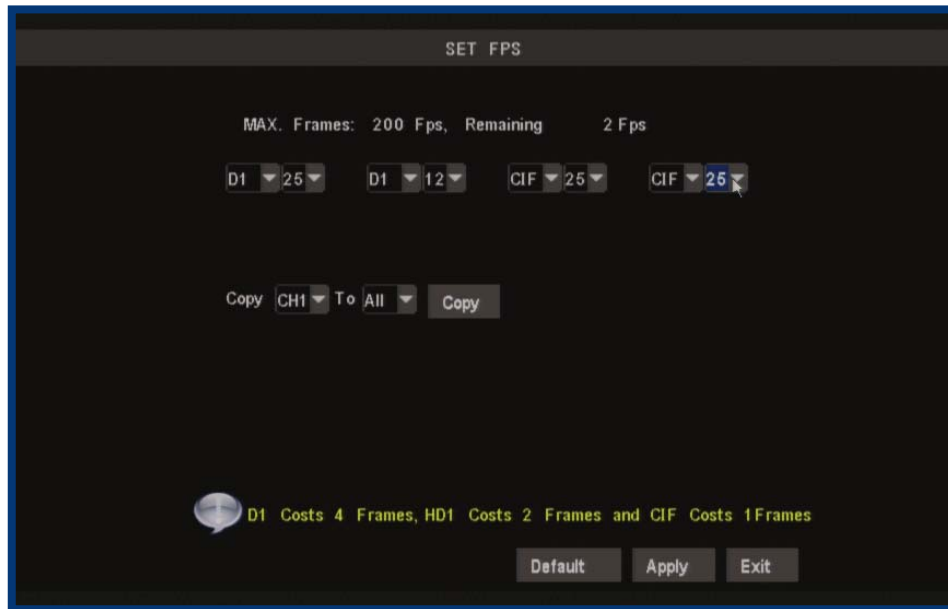 SET FPS
MAX. Frames: 200 Fps, Remaining 2 Fps
D1 25 D1 12 CIF 25 CIF 25
Copy CH1 To All Copy
D1 Costs 4 Frames, HD1 Costs 2 Frames and CIF Costs 1Frames
Default Apply Exit